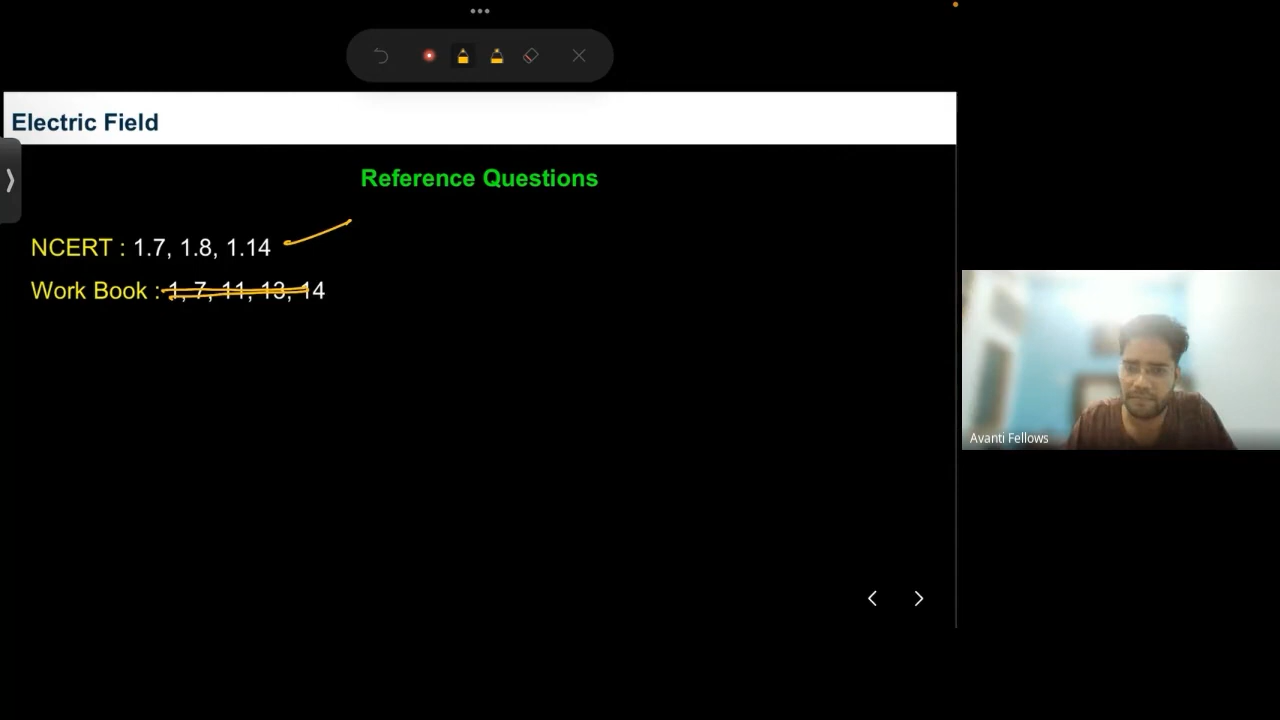 Electric Field
Reference Questions
NCERT : 1.7, 1.8, 1.14
Work Book : 1, 7, 11, 13, 14
Avanti Fellows